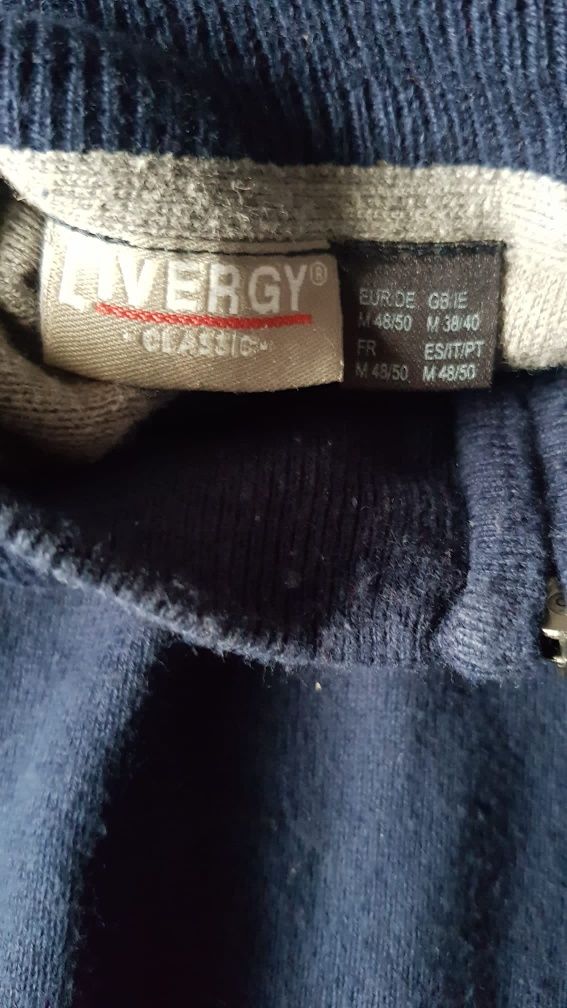 LIVERGY®
CLASSIC
EUR DE GB IE
M 48/50 M 38/40
FR ES/IT/PT
M 48/50 M 48/50